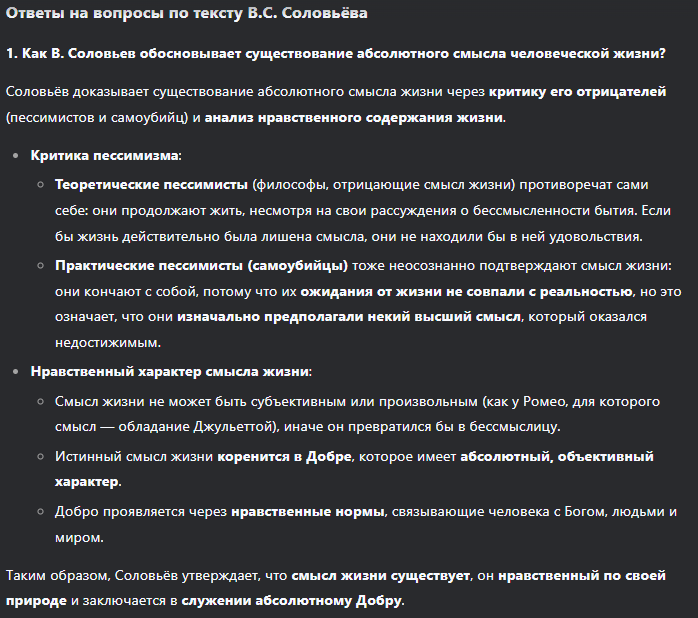 Ответы на вопросы по тексту В.С. Соловьёва
1. Как В. Соловьев обосновывает существование абсолютного смысла человеческой жизни?
Соловьёв доказывает существование абсолютного смысла жизни через критику его отрицателей
(пессимистов и самоубийц) и анализ нравственного содержания жизни.
• Критика пессимизма:
◦ Теоретические пессимисты (философы, отрицающие смысл жизни) противоречат сами
себе: они продолжают жить, несмотря на свои рассуждения о бессмысленности бытия. Если
бы жизнь действительно была лишена смысла, они не находили бы в ней удовольствия.
◦ Практические пессимисты (самоубийцы) тоже неосознанно подтверждают смысл жизни:
они кончают с собой, потому что их ожидания от жизни не совпали с реальностью, но это
означает, что они изначально предполагали некий высший смысл, который оказался
недостижимым.
• Нравственный характер смысла жизни:
◦ Смысл жизни не может быть субъективным или произвольным (как у Ромео, для которого
смысл — обладание Джульеттой), иначе он превратился бы в бессмыслицу.
◦ Истинный смысл жизни коренится в Добре, которое имеет абсолютный, объективный
характер.
◦ Добро проявляется через нравственные нормы, связывающие человека с Богом, людьми и
миром.
Таким образом, Соловьёв утверждает, что смысл жизни существует, он нравственный по своей
природе и заключается в служении абсолютному Добру.